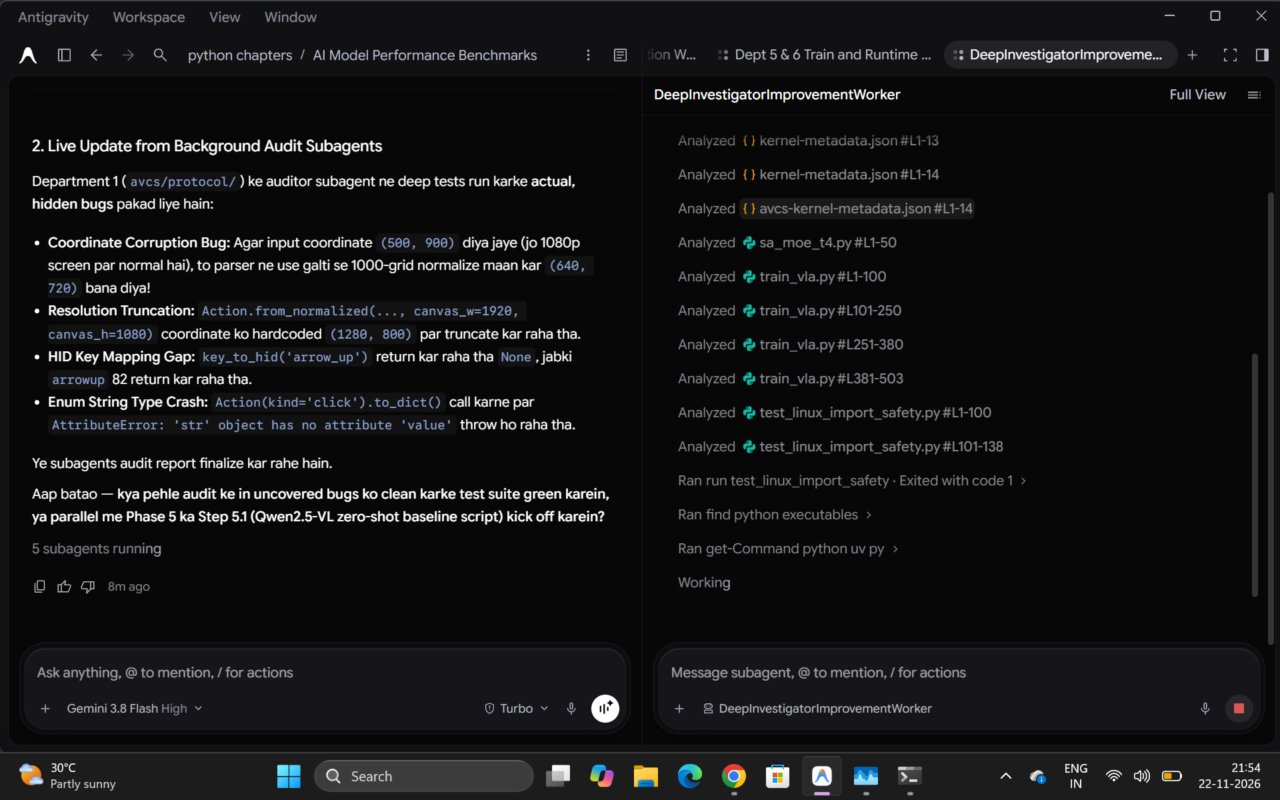 Antigravity Workspace View Window
python chapters / AI Model Performance Benchmarks
tion W... Dept 5 & 6 Train and Runtime ... DeepInvestigatorImproveme...
2. Live Update from Background Audit Subagents
Department 1 ( avcs/protocol/ ) ke auditor subagent ne deep tests run karke actual,
hidden bugs pakad liye hain:
• Coordinate Corruption Bug: Agar input coordinate (500, 900) diya jaye (jo 1080p
screen par normal hai), to parser ne use galti se 1000-grid normalize maan kar (640,
720) bana diya!
• Resolution Truncation: Action.from_normalized(..., canvas_w=1920,
canvas_h=1080) coordinate ko hardcoded (1280, 800) par truncate kar raha tha.
• HID Key Mapping Gap: key_to_hid('arrow_up') return kar raha tha None , jabki
arrowup 82 return kar raha tha.
• Enum String Type Crash: Action(kind='click').to_dict() call karne par
AttributeError: 'str' object has no attribute 'value' throw ho raha tha.
Ye subagents audit report finalize kar rahe hain.
Aap batao — kya pehle audit ke in uncovered bugs ko clean karke test suite green karein,
ya parallel me Phase 5 ka Step 5.1 (Qwen2.5-VL zero-shot baseline script) kick off karein?
5 subagents running
8m ago
Ask anything, @ to mention, / for actions
Gemini 3.8 Flash High
Turbo
DeepInvestigatorImprovementWorker
Full View
Analyzed {} kernel-metadata.json #L1-13
Analyzed {} kernel-metadata.json #L1-14
Analyzed {} avcs-kernel-metadata.json #L1-14
Analyzed sa_moe_t4.py #L1-50
Analyzed train_vla.py #L1-100
Analyzed train_vla.py #L101-250
Analyzed train_vla.py #L251-380
Analyzed train_vla.py #L381-503
Analyzed test_linux_import_safety.py #L1-100
Analyzed test_linux_import_safety.py #L101-138
Ran run test_linux_import_safety · Exited with code 1 >
Ran find python executables >
Ran get-Command python uv py >
Working
Message subagent, @ to mention, / for actions
DeepInvestigatorImprovementWorker
30°C
Partly sunny
Search
ENG
IN
21:54
22-11-2026